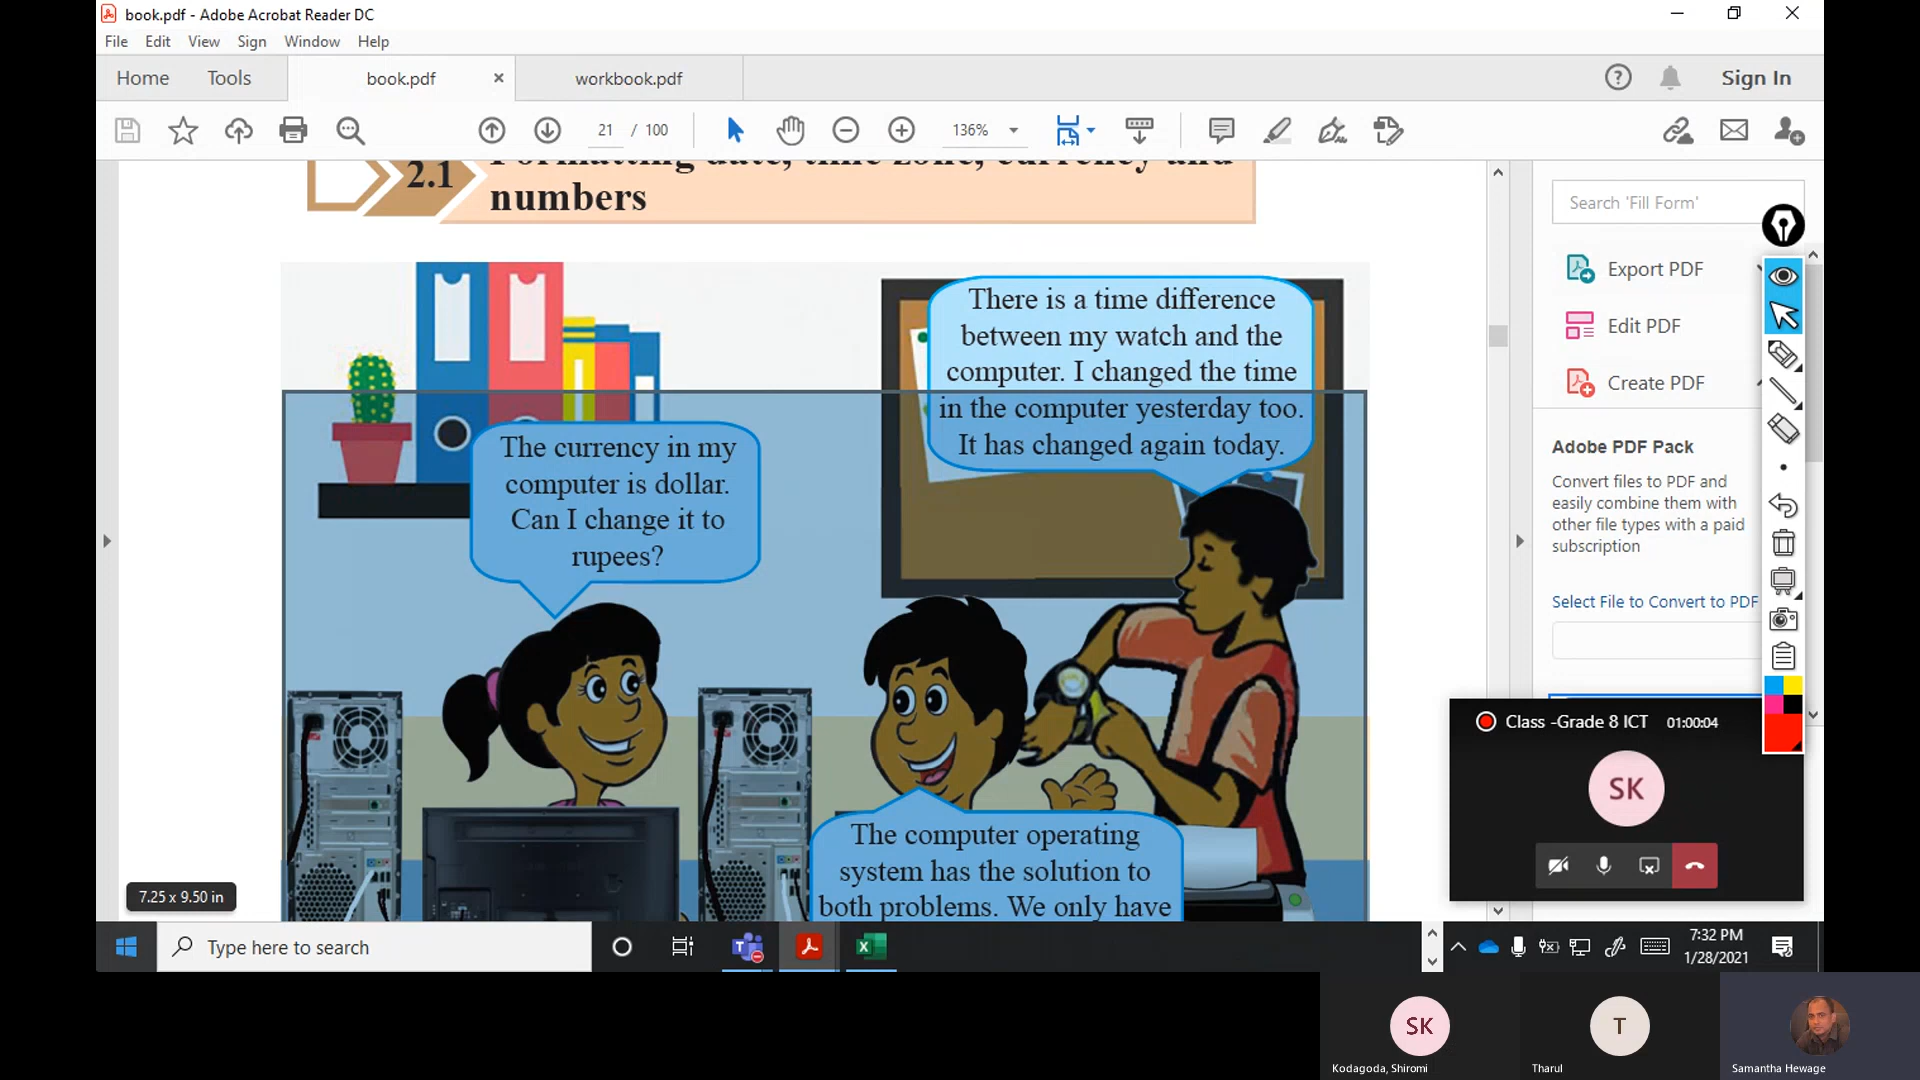 book.pdf - Adobe Acrobat Reader DC
File Edit View Sign Window Help
Home Tools book.pdf × workbook.pdf Sign In
21 / 100 136%
2.1 Formatting date, time zone, currency and
numbers
There is a time difference
between my watch and the
computer. I changed the time
in the computer yesterday too.
It has changed again today.
The currency in my
computer is dollar.
Can I change it to
rupees?
The computer operating
system has the solution to
both problems. We only have
7.25 x 9.50 in
Search 'Fill Form'
Export PDF
Edit PDF
Create PDF
Adobe PDF Pack
Convert files to PDF and
easily combine them with
other file types with a paid
subscription
Select File to Convert to PDF
Class -Grade 8 ICT 01:00:04
SK
Type here to search
7:32 PM
1/28/2021
SK
T
Kodagoda, Shiromi
Tharul
Samantha Hewage